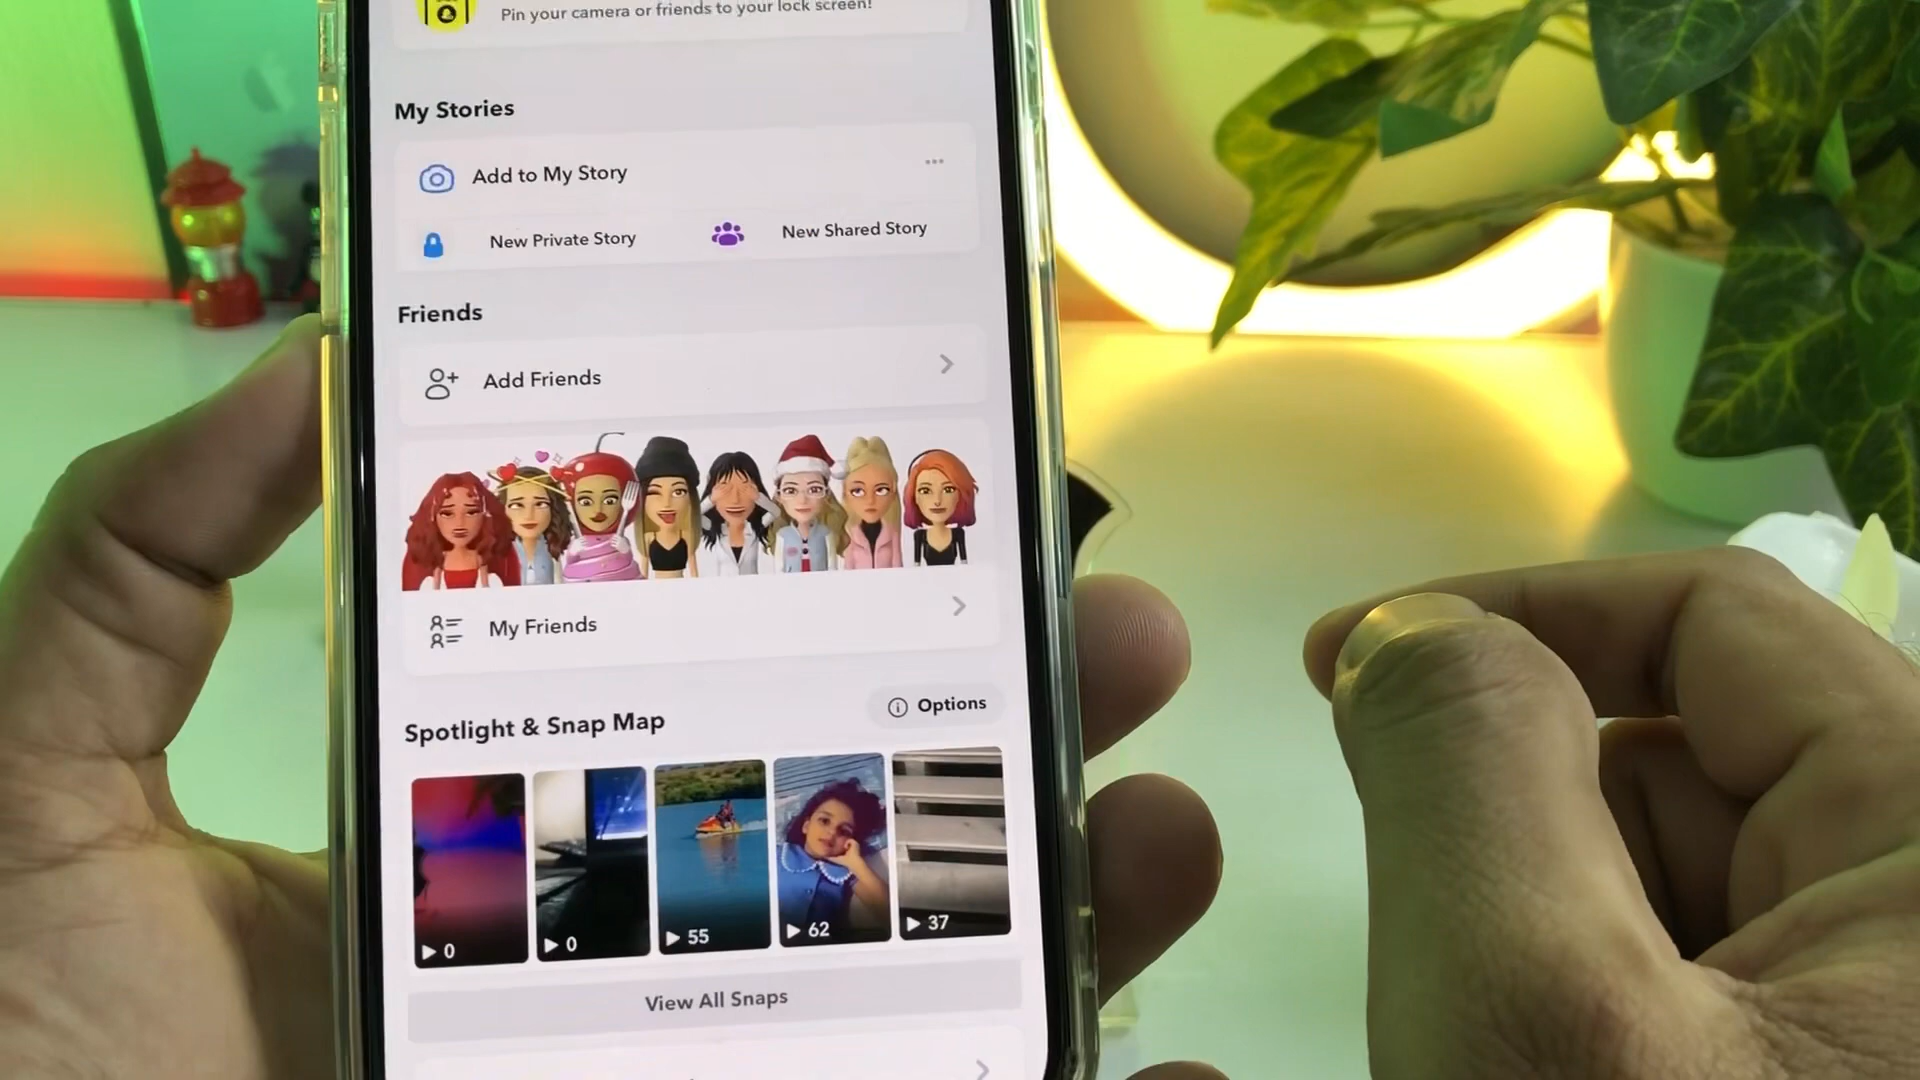 Pin your camera or friends to your lock screen!
My Stories
Add to My Story
New Private Story
New Shared Story
Friends
Add Friends
My Friends
Spotlight & Snap Map
Options
0
0
55
62
37
View All Snaps